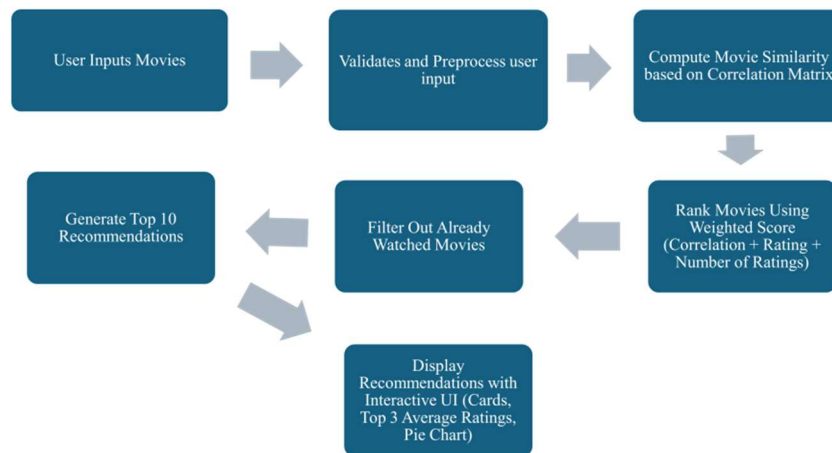 User Inputs Movies
Validates and Preprocess user
input
Compute Movie Similarity
based on Correlation Matrix
Rank Movies Using
Weighted Score
(Correlation + Rating +
Number of Ratings)
Filter Out Already
Watched Movies
Generate Top 10
Recommendations
Display
Recommendations with
Interactive UI (Cards,
Top 3 Average Ratings,
Pie Chart)